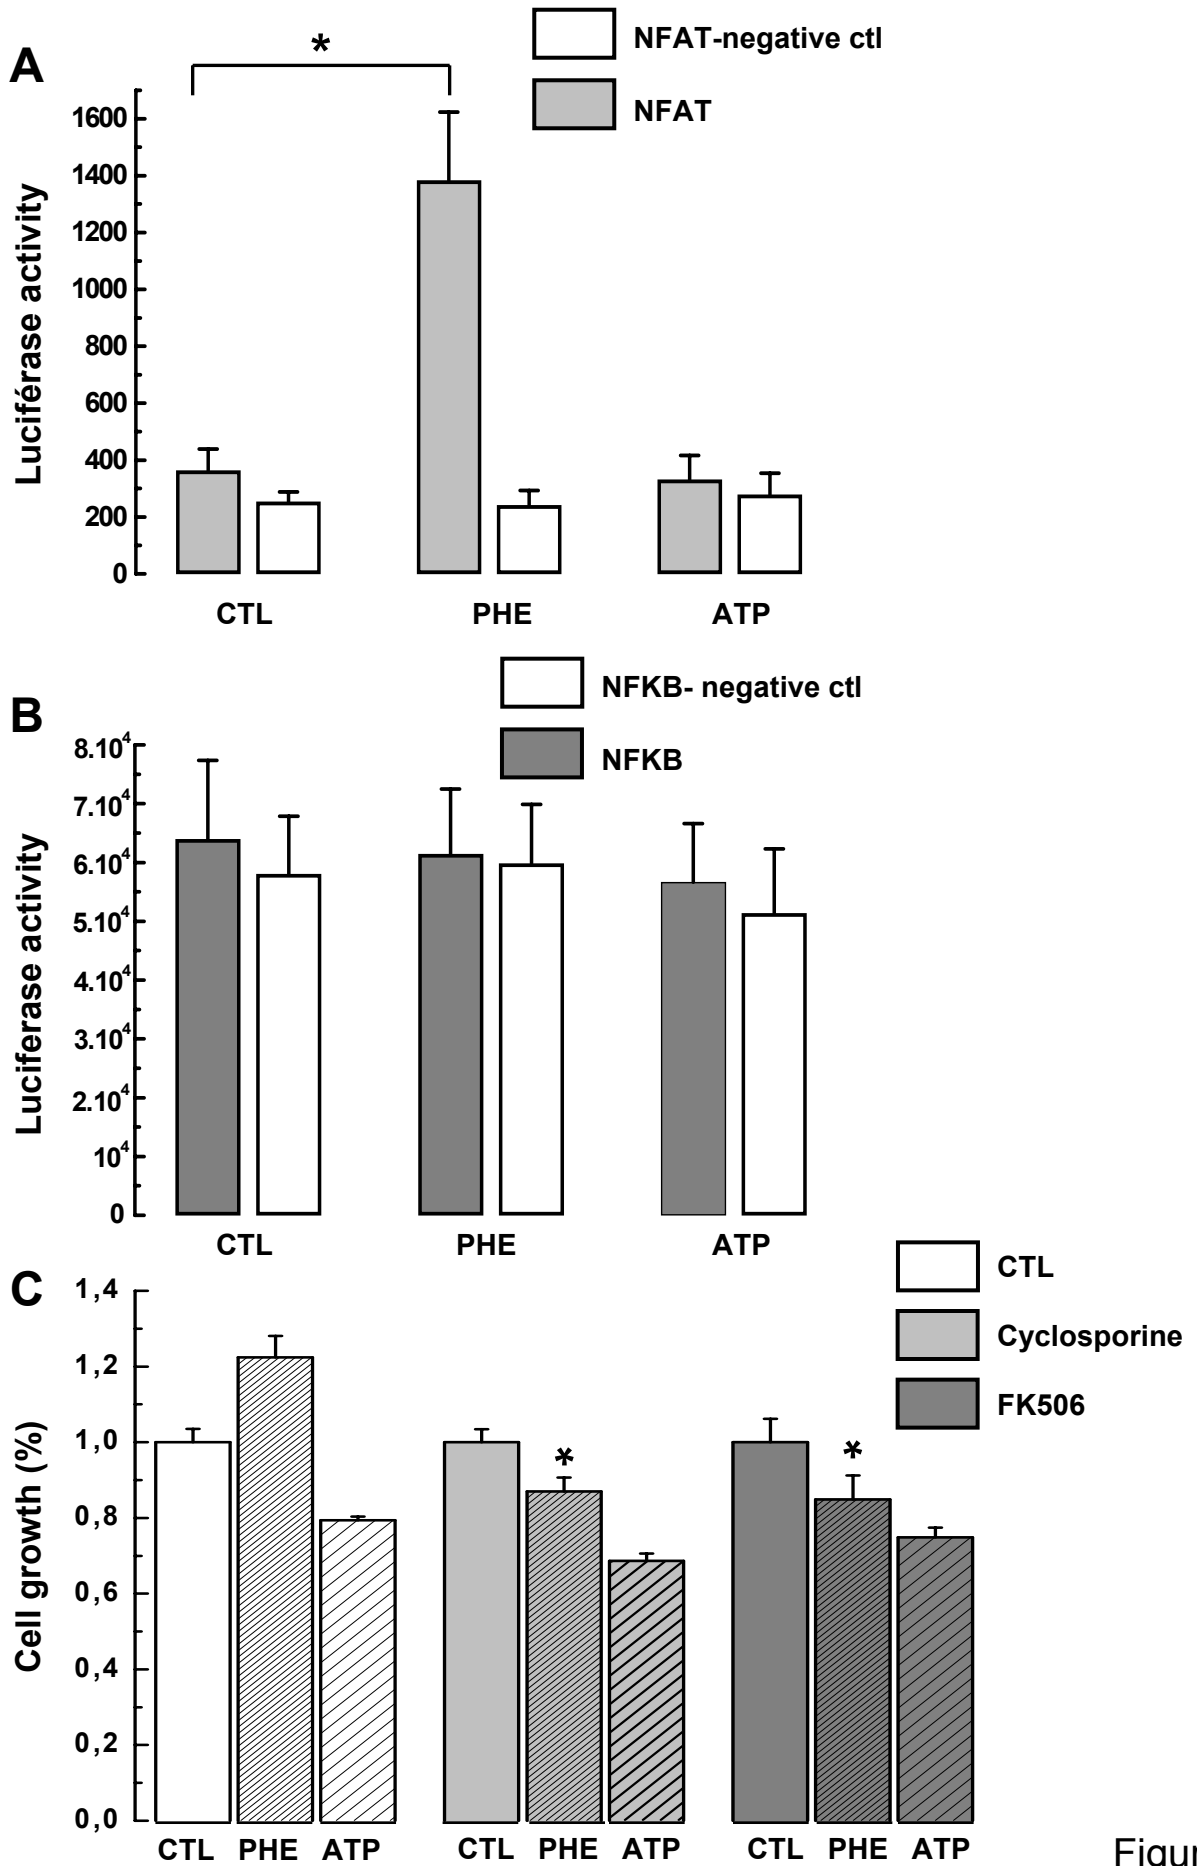 A
*
NFAT-negative ctl
NFAT
Luciférase activity
1600
1400
1200
1000
800
600
400
200
0
CTL PHE ATP
B
NFKB- negative ctl
NFKB
Luciferase activity
8.10⁴
7.10⁴
6.10⁴
5.10⁴
4.10⁴
3.10⁴
2.10⁴
10⁴
0
CTL PHE ATP
C
CTL
Cyclosporine
FK506
Cell growth (%)
1,4
1,2
1,0
0,8
0,6
0,4
0,2
0,0
* *
CTL PHE ATP CTL PHE ATP CTL PHE ATP
Figur